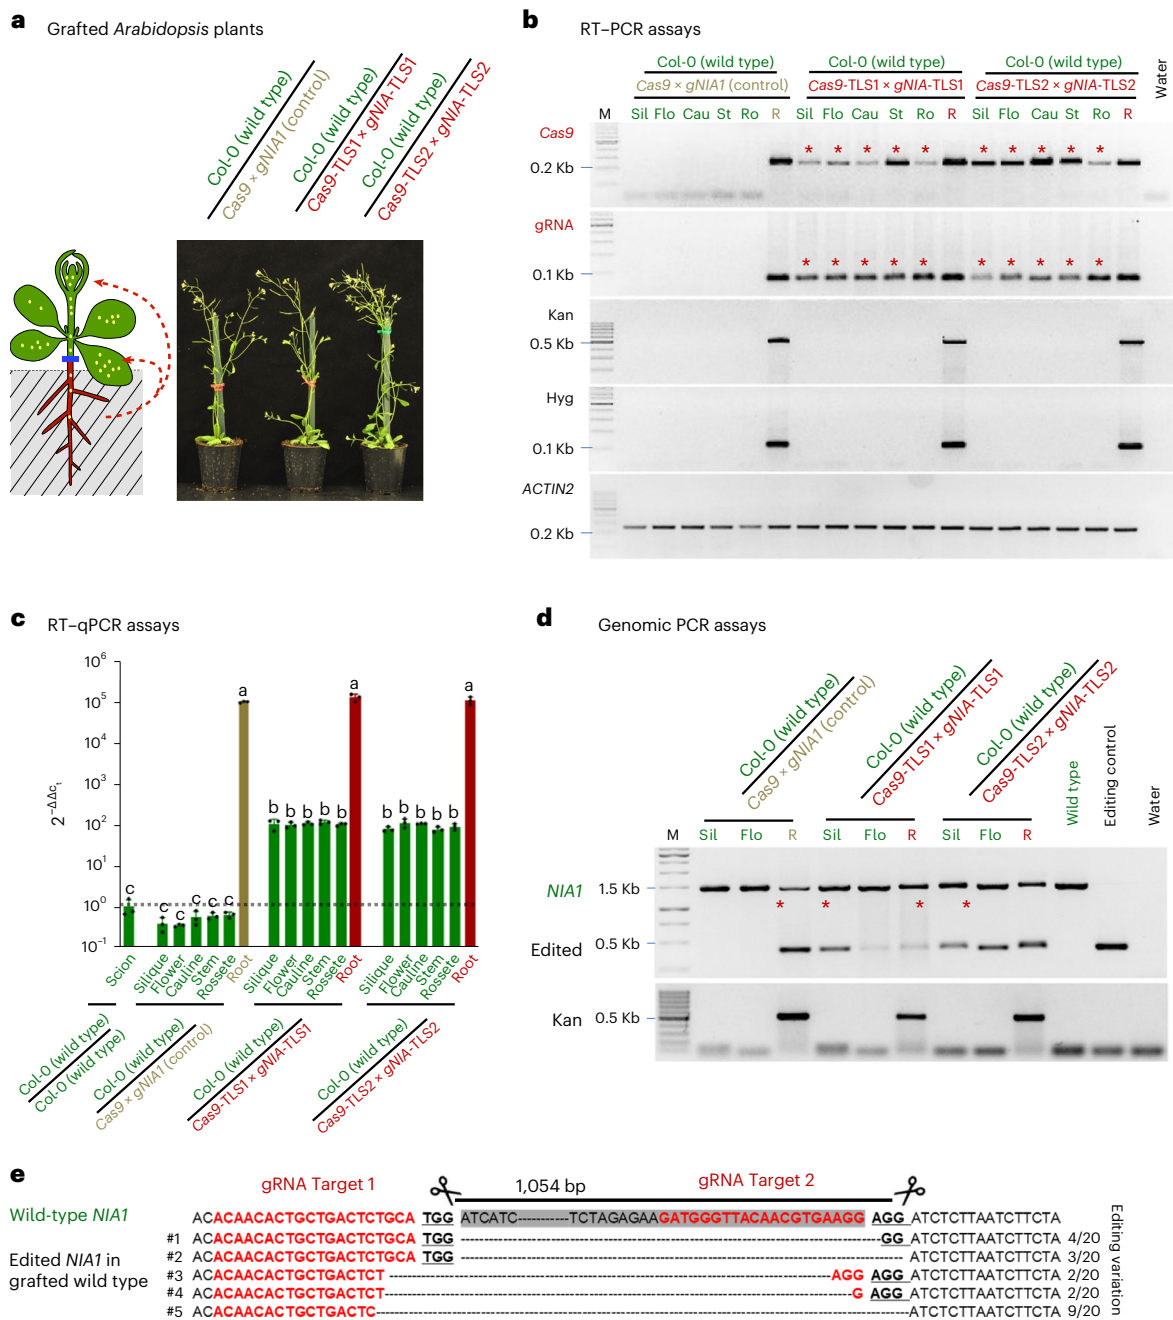 a Grafted Arabidopsis plants
Col-0 (wild type)
Cas9 × gNIA1 (control)
Col-0 (wild type)
Cas9-TLS1 × gNIA-TLS1
Col-0 (wild type)
Cas9-TLS2 × gNIA-TLS2
b RT–PCR assays
Col-0 (wild type) Col-0 (wild type) Col-0 (wild type) Water
Cas9 × gNIA1 (control) Cas9-TLS1 × gNIA-TLS1 Cas9-TLS2 × gNIA-TLS2
M Sil Flo Cau St Ro R Sil Flo Cau St Ro R Sil Flo Cau St Ro R
Cas9
* * * * * * * * * *
0.2 Kb
gRNA
* * * * * * * * * *
0.1 Kb
Kan
0.5 Kb
Hyg
0.1 Kb
ACTIN2
0.2 Kb
c RT–qPCR assays
2^−ΔΔCt
10^6
10^5
10^4
10^3
10^2
10^1
10^0
10^−1
c c c c c c a b b b b b a b b b b b a
Scion Silique Flower Cauline Stem Rossete Root Silique Flower Cauline Stem Rossete Root Silique Flower Cauline Stem Rossete Root
Col-0 (wild type)
Col-0 (wild type)
Col-0 (wild type)
Cas9 × gNIA1 (control)
Col-0 (wild type)
Cas9-TLS1 × gNIA-TLS1
Col-0 (wild type)
Cas9-TLS2 × gNIA-TLS2
d Genomic PCR assays
Col-0 (wild type)
Cas9 × gNIA1 (control)
Col-0 (wild type)
Cas9-TLS1 × gNIA-TLS1
Col-0 (wild type)
Cas9-TLS2 × gNIA-TLS2
Wild type
Editing control
Water
M Sil Flo R Sil Flo R Sil Flo R
NIA1 1.5 Kb
* * * *
Edited 0.5 Kb
Kan 0.5 Kb
e
gRNA Target 1 1,054 bp gRNA Target 2
Wild-type NIA1 ACACAACACTGCTGACTCTGCA TGG ATCATC----------TCTAGAGAAGATGGGTTACAACGTGAAGG AGG ATCTCTTAATCTTCTA
Edited NIA1 in grafted wild type
#1 ACACAACACTGCTGACTCTGCA TGG ----------GG ATCTCTTAATCTTCTA 4/20
#2 ACACAACACTGCTGACTCTGCA TGG ---------- ATCTCTTAATCTTCTA 3/20
#3 ACACAACACTGCTGACTCT ----------AGG AGG ATCTCTTAATCTTCTA 2/20
#4 ACACAACACTGCTGACTCT----------G AGG ATCTCTTAATCTTCTA 2/20
#5 ACACAACACTGCTGACTC----------ATCTCTTAATCTTCTA 9/20
Editing variation